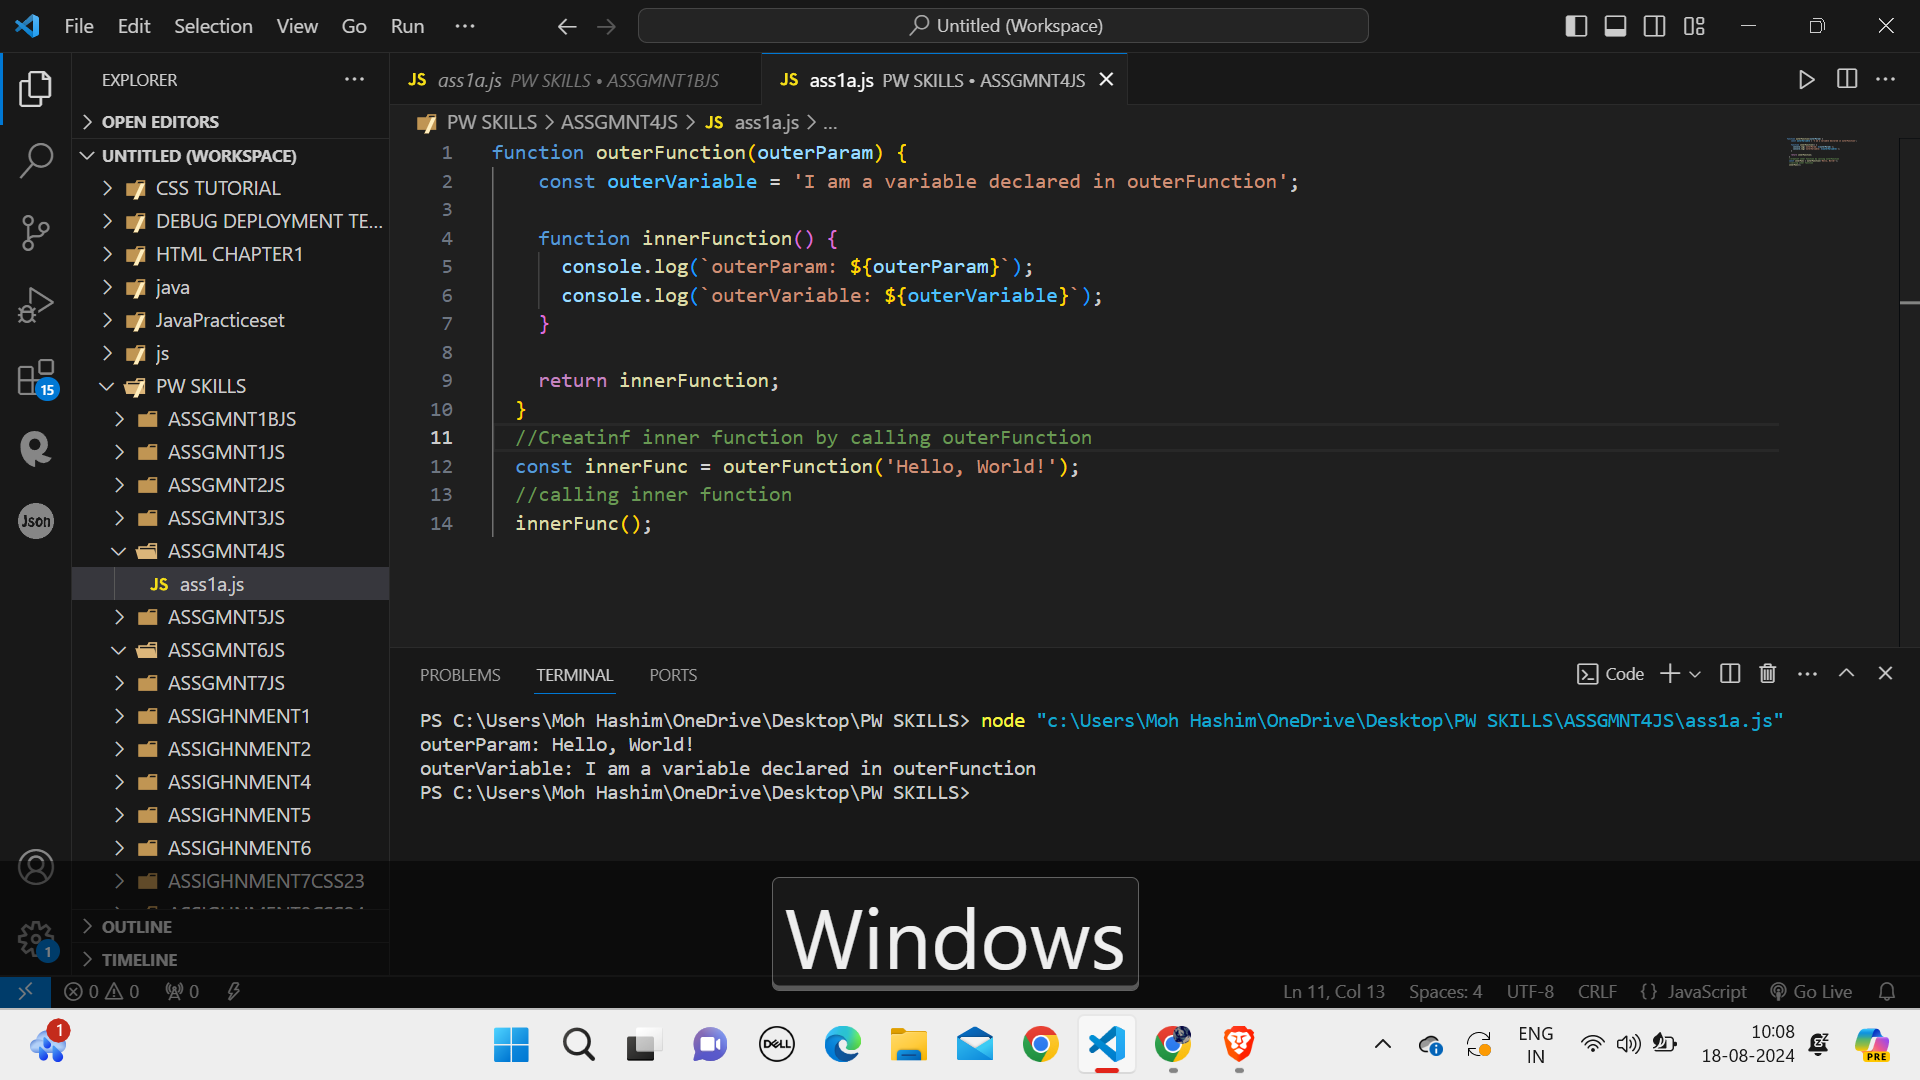 File Edit Selection View Go Run ... Untitled (Workspace)
EXPLORER
OPEN EDITORS
UNTITLED (WORKSPACE)
CSS TUTORIAL
DEBUG DEPLOYMENT TE...
HTML CHAPTER1
java
JavaPracticeset
js
PW SKILLS
ASSGMNT1BJS
ASSGMNT1JS
ASSGMNT2JS
ASSGMNT3JS
ASSGMNT4JS
JS ass1a.js
ASSGMNT5JS
ASSGMNT6JS
ASSGMNT7JS
ASSIGHNMENT1
ASSIGHNMENT2
ASSIGHNMENT4
ASSIGHNMENT5
ASSIGHNMENT6
ASSIGHNMENT7CSS23
OUTLINE
TIMELINE
15
Json
1
JS ass1a.js PW SKILLS • ASSGMNT1BJS
JS ass1a.js PW SKILLS • ASSGMNT4JS
PW SKILLS > ASSGMNT4JS > JS ass1a.js > ...
1 function outerFunction(outerParam) {
2 const outerVariable = 'I am a variable declared in outerFunction';
3
4 function innerFunction() {
5 console.log(`outerParam: ${outerParam}`);
6 console.log(`outerVariable: ${outerVariable}`);
7 }
8
9 return innerFunction;
10 }
11 //Creatinf inner function by calling outerFunction
12 const innerFunc = outerFunction('Hello, World!');
13 //calling inner function
14 innerFunc();
PROBLEMS TERMINAL PORTS Code
PS C:\Users\Moh Hashim\OneDrive\Desktop\PW SKILLS> node "c:\Users\Moh Hashim\OneDrive\Desktop\PW SKILLS\ASSGMNT4JS\ass1a.js"
outerParam: Hello, World!
outerVariable: I am a variable declared in outerFunction
PS C:\Users\Moh Hashim\OneDrive\Desktop\PW SKILLS>
Windows
0 0 0 Ln 11, Col 13 Spaces: 4 UTF-8 CRLF {} JavaScript Go Live
1
DELL
ENG
IN
10:08
18-08-2024
PRE